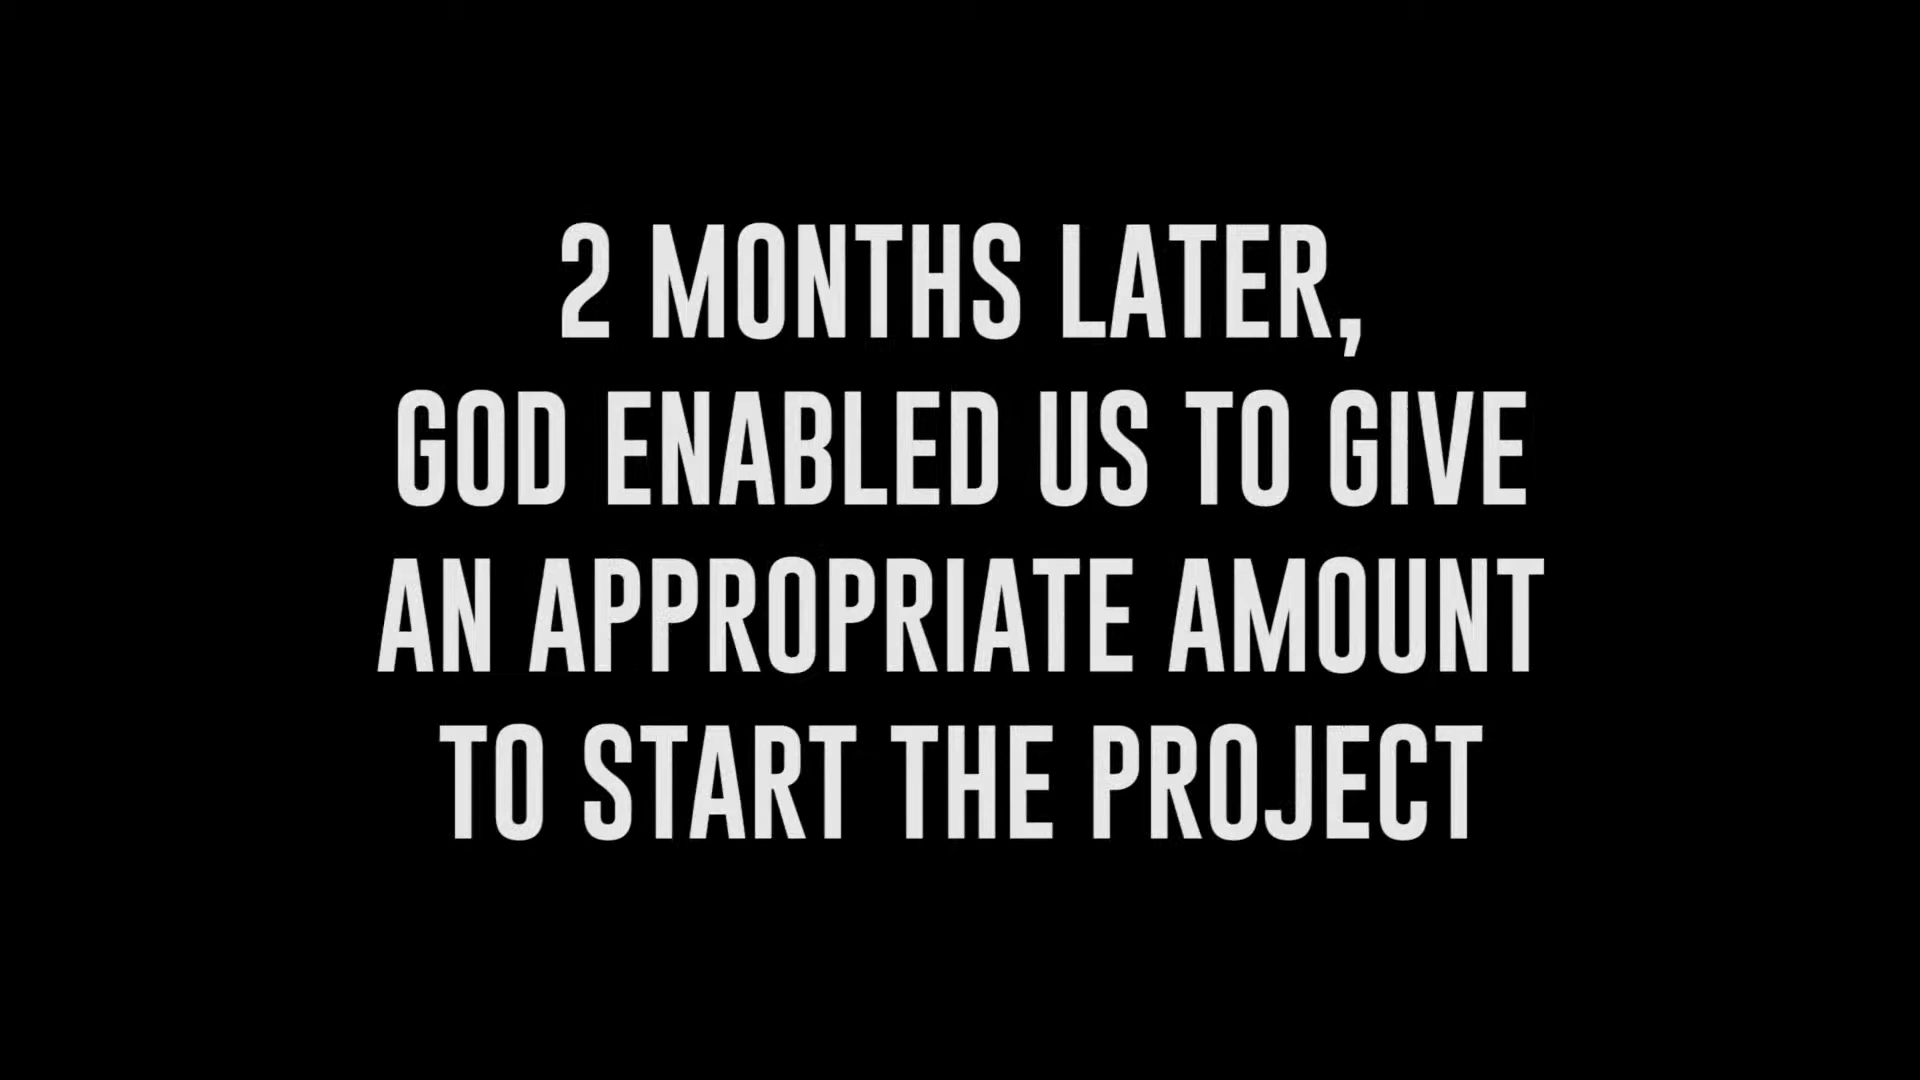 2 MONTHS LATER,
GOD ENABLED US TO GIVE
AN APPROPRIATE AMOUNT
TO START THE PROJECT